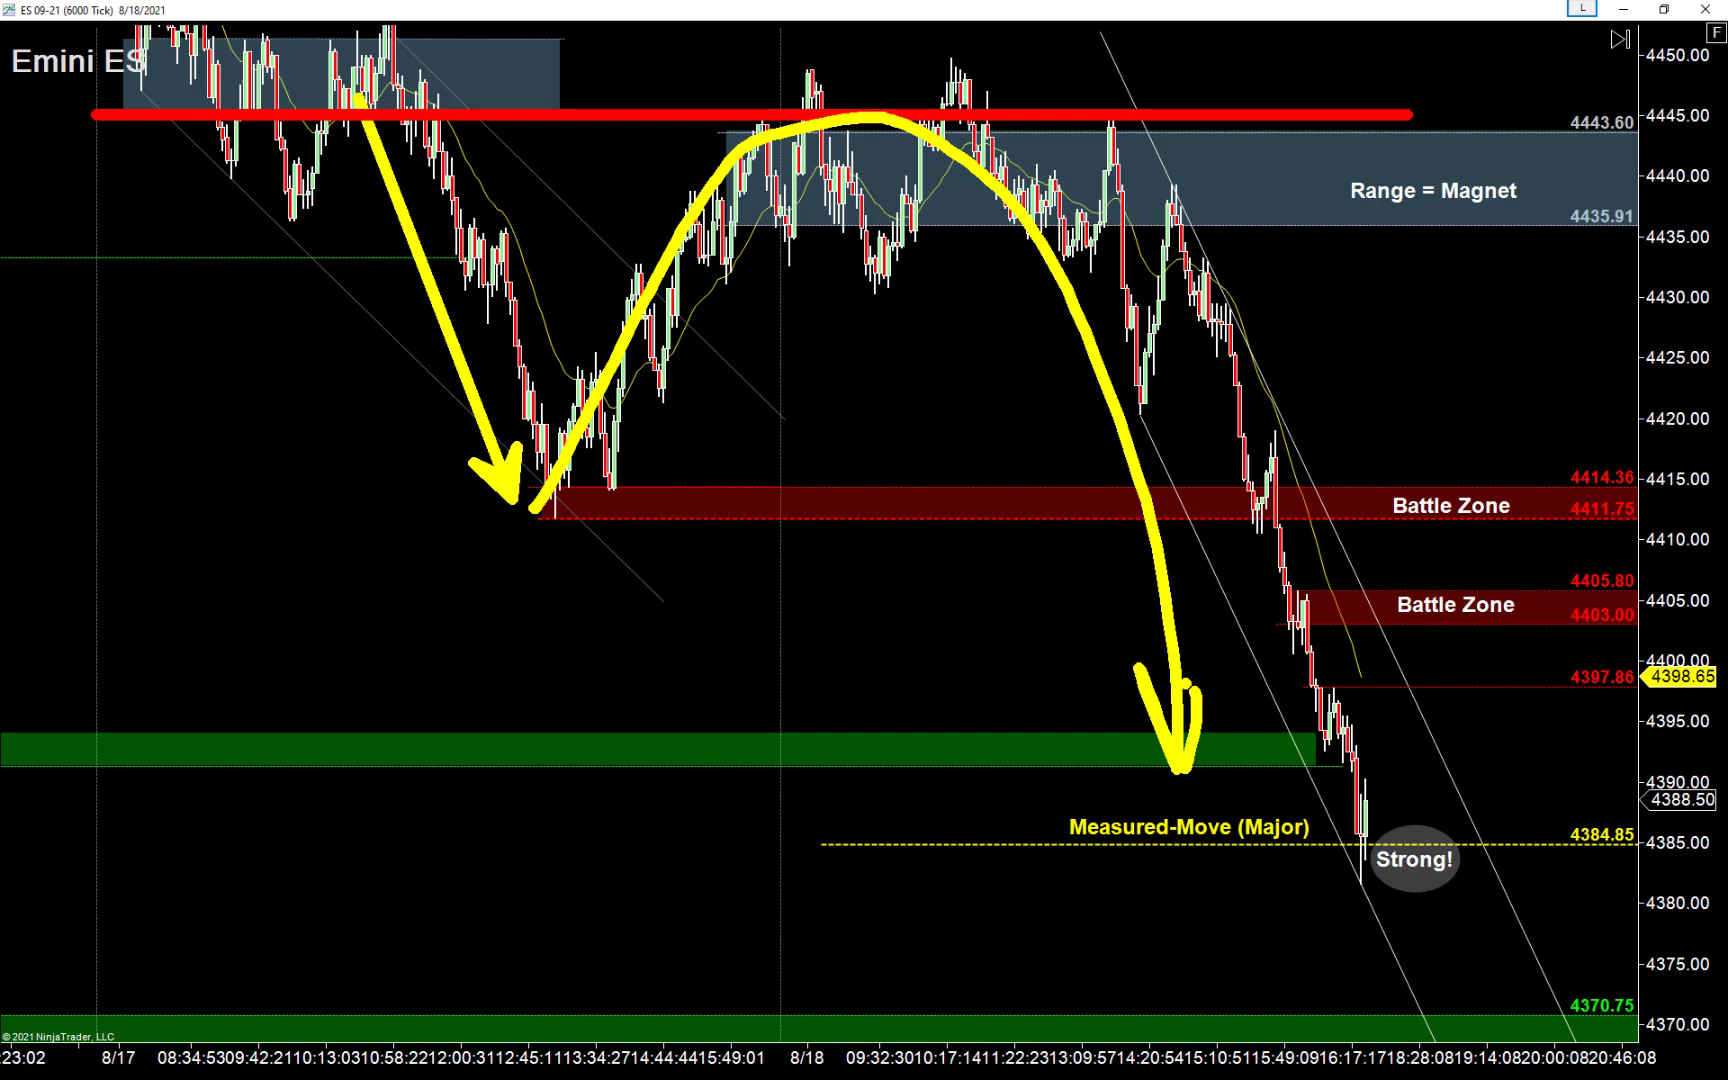 ES 09-21 (6000 Tick) 8/18/2021
L
F
Emini ES
4450.00
4445.00
4443.60
4440.00
Range = Magnet
4435.91
4435.00
4430.00
4425.00
4420.00
4414.36
4415.00
Battle Zone
4411.75
4410.00
4405.80
4405.00
Battle Zone
4403.00
4400.00
4397.86
4398.65
4395.00
4390.00
4388.50
Measured-Move (Major)
4384.85
4385.00
Strong!
4380.00
4375.00
4370.75
4370.00
© 2021 NinjaTrader, LLC
:23:02 8/17 08:34:53 09:42:21 10:13:03 10:58:22 12:00:31 12:45:11 13:34:27 14:44:44 15:49:01 8/18 09:32:30 10:17:14 11:22:23 13:09:57 14:20:54 15:10:51 15:49:09 16:17:17 18:28:08 19:14:08 20:00:08 20:46:08